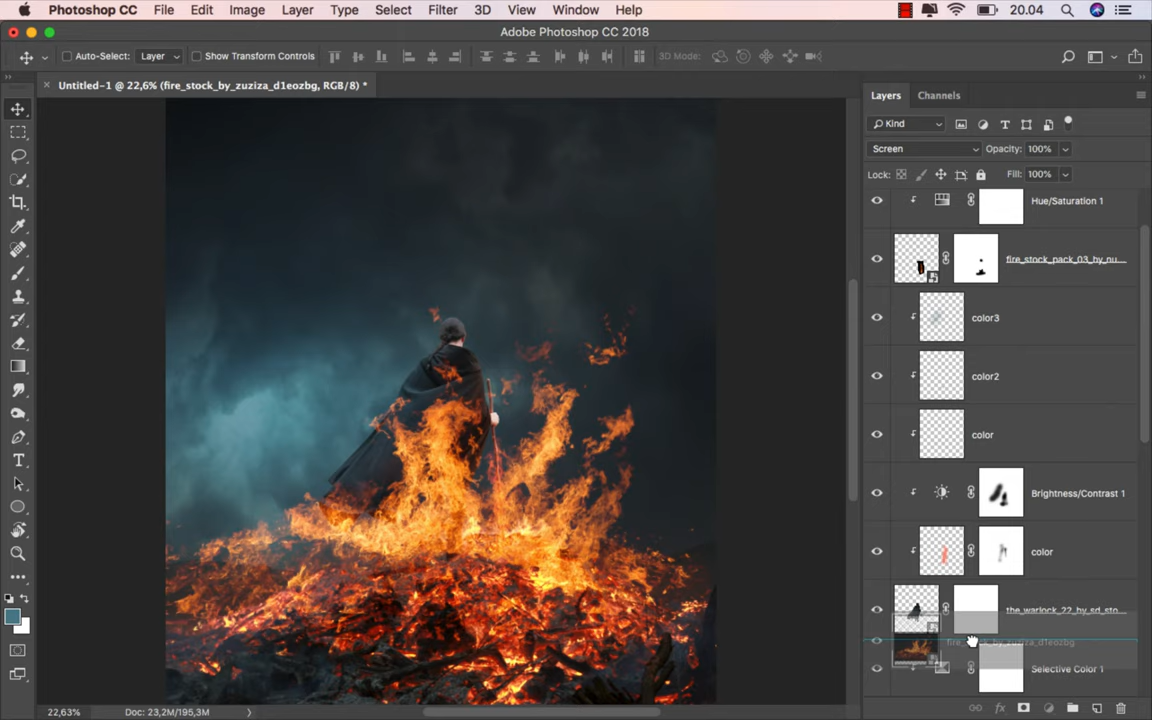 Photoshop CC File Edit Image Layer Type Select Filter 3D View Window Help 20.04
Adobe Photoshop CC 2018
Auto-Select: Layer Show Transform Controls 3D Mode:
Untitled-1 @ 22,6% (fire_stock_by_zuziza_d1eozbg, RGB/8) *
Layers Channels
Kind
Screen Opacity: 100%
Lock: Fill: 100%
Hue/Saturation 1
fire_stock_pack_03_by_nu...
color3
color2
color
Brightness/Contrast 1
color
the_warlock_22_by_sd_sto...
fire_stock_by_zuziza_d1eozbg
Selective Color 1
22,63% Doc: 23,2M/195,3M